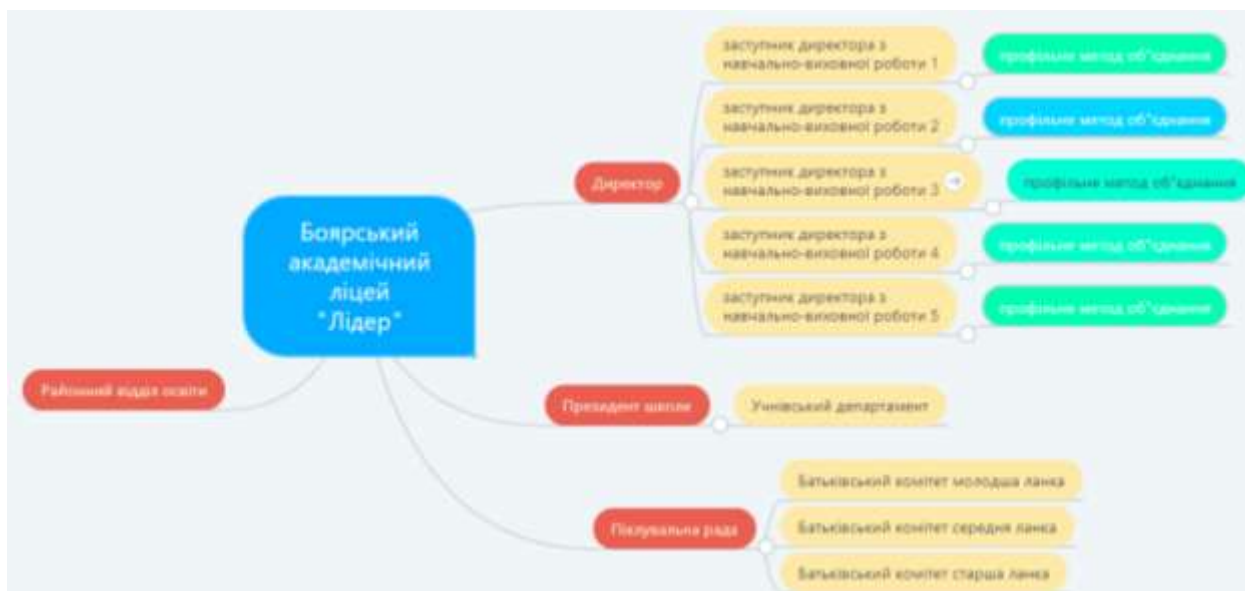 Боярський
академічний
ліцей
"Лідер"
Районний відділ освіти
Директор
заступник директора з
навчально-виховної роботи 1
профільне метод об"єднання
заступник директора з
навчально-виховної роботи 2
профільне метод об"єднання
заступник директора з
навчально-виховної роботи 3
профільне метод об"єднання
заступник директора з
навчально-виховної роботи 4
профільне метод об"єднання
заступник директора з
навчально-виховної роботи 5
профільне метод об"єднання
Президент школи
Учнівський департамент
Піклувальна рада
Батьківський комітет молодша ланка
Батьківський комітет середня ланка
Батьківський комітет старша ланка